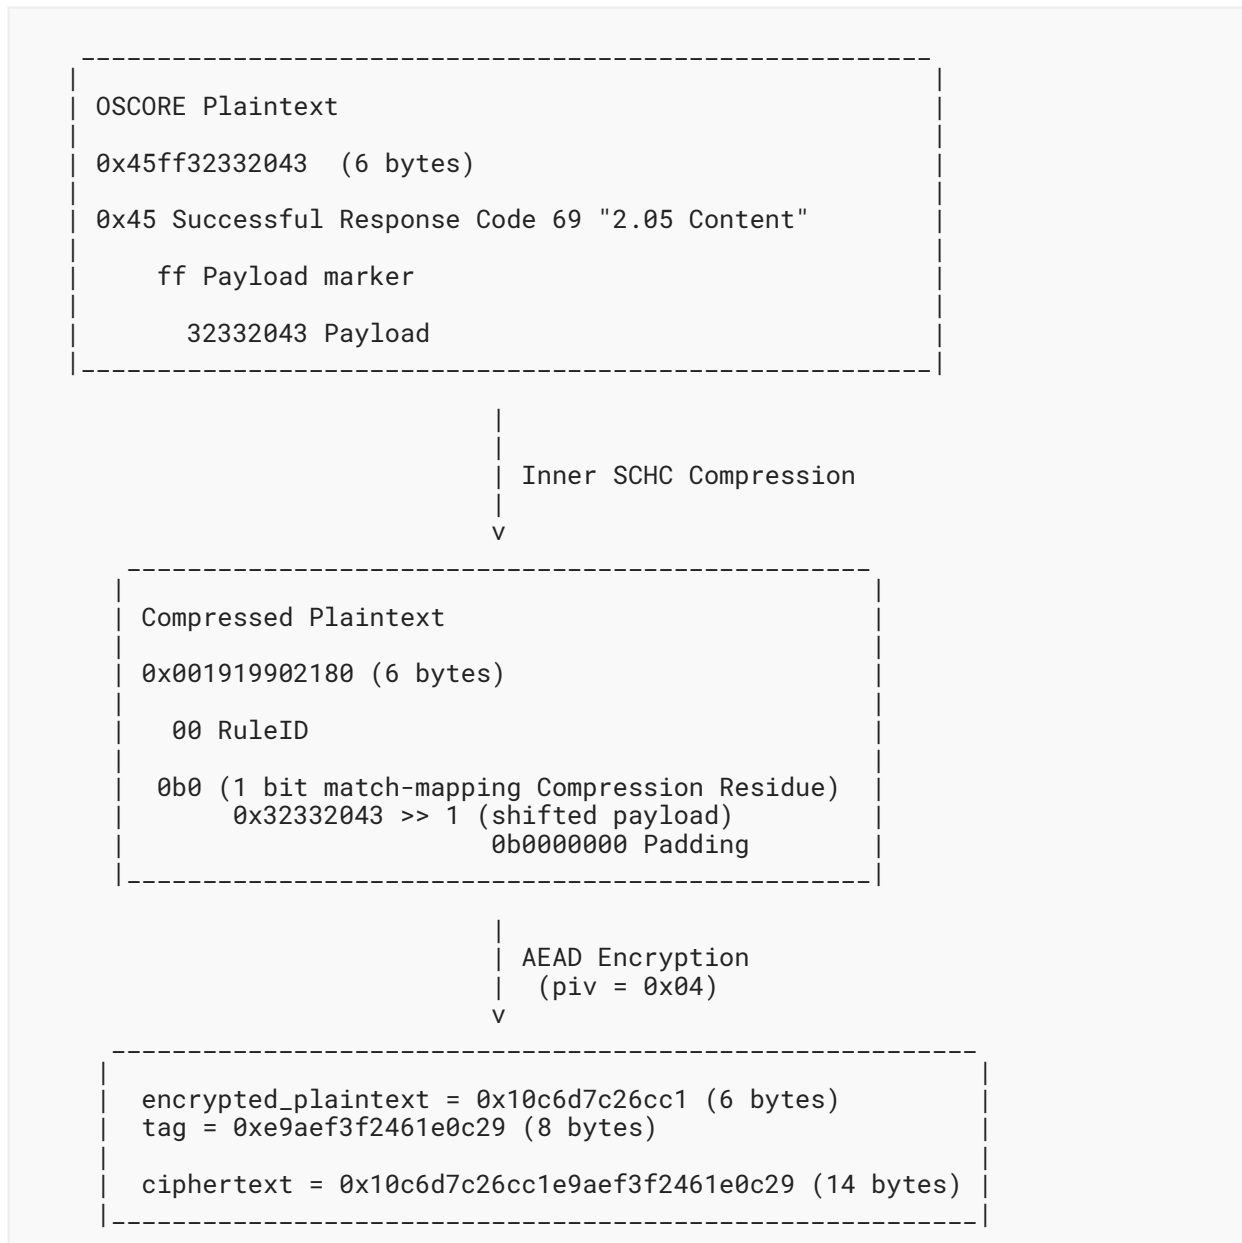 OSCORE Plaintext
0x45ff32332043  (6 bytes)
0x45 Successful Response Code 69 "2.05 Content"
ff Payload marker
32332043 Payload
Inner SCHC Compression
v
Compressed Plaintext
0x001919902180 (6 bytes)
00 RuleID
0b0 (1 bit match-mapping Compression Residue)
0x32332043 >> 1 (shifted payload)
0b0000000 Padding
AEAD Encryption
(piv = 0x04)
v
encrypted_plaintext = 0x10c6d7c26cc1 (6 bytes)
tag = 0xe9aef3f2461e0c29 (8 bytes)
ciphertext = 0x10c6d7c26cc1e9aef3f2461e0c29 (14 bytes)